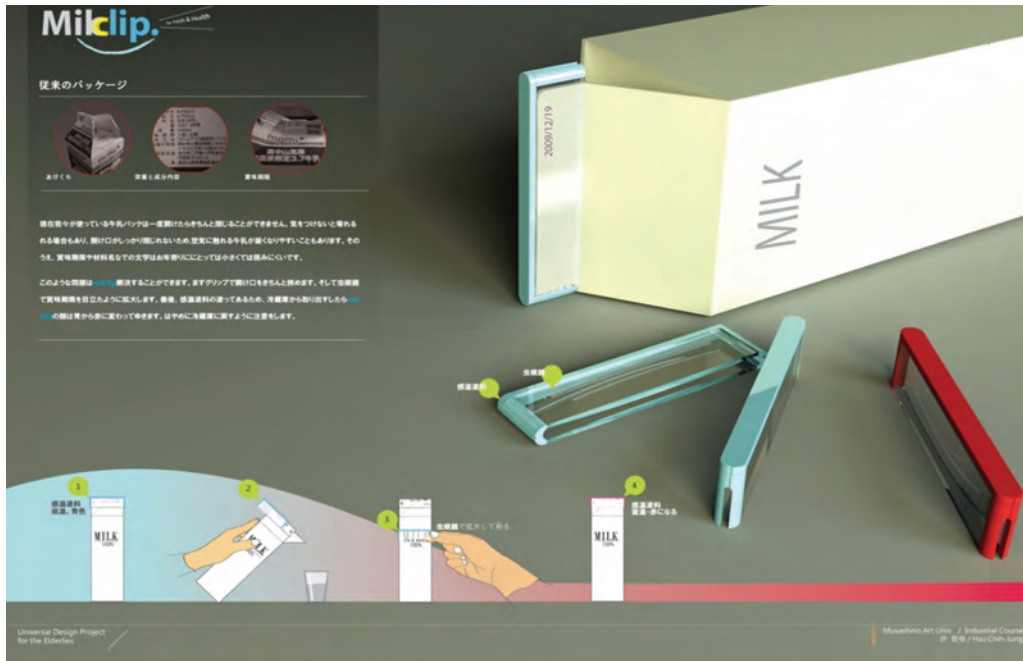 Milkclip.
for Fresh & Health
従来のパッケージ
あけくち
栄養と成分内容
賞味期限
現在我々が使っている牛乳パックは一度開けたらきちんと閉じることができません。気をつけないと零れる
れる場合もあり、開け口がしっかり閉じれないため空気に触れる牛乳が酸くなりやすいこともあります。その
うえ、賞味期限や材料名などの文字はお年寄りににとっては小さくては読みにくいです。
このような問題は解決することができます。まずグリップで開け口をきちんと挟めます。そして虫眼鏡
で賞味期限を目立たように拡大します。最後、感温塗料の塗ってあるため、冷蔵庫から取り出すしたら
の縁は青から赤に変わってゆきます。はやめに冷蔵庫に戻すように注意をします。
2009/12/19
MILK
虫眼鏡
感温塗料
1
感温塗料
低温、青色
MILK
100%
2
MILK
3
虫眼鏡で拡大して見る
100%
4
感温塗料
室温-赤になる
MILK
100%
Universal Design Project
for the Elderlies
Musashino Art Univ. / Industrial Course
/ Hsu Chih-Jung